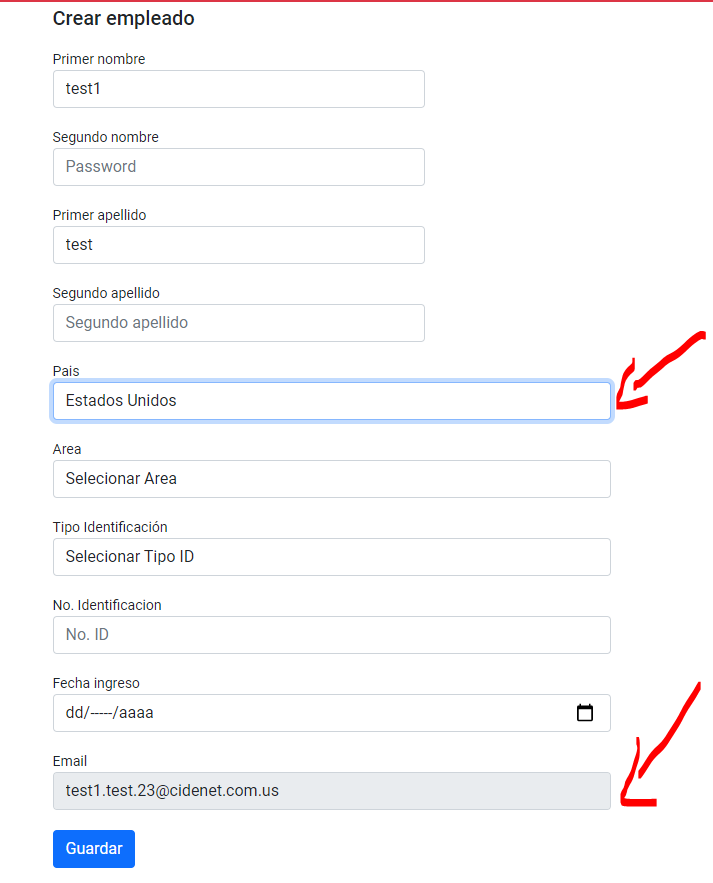 Crear empleado
Primer nombre
test1
Segundo nombre
Password
Primer apellido
test
Segundo apellido
Segundo apellido
Pais
Estados Unidos
Area
Selecionar Area
Tipo Identificación
Selecionar Tipo ID
No. Identificacion
No. ID
Fecha ingreso
dd/-----/aaaa
Email
test1.test.23@cidenet.com.us
Guardar